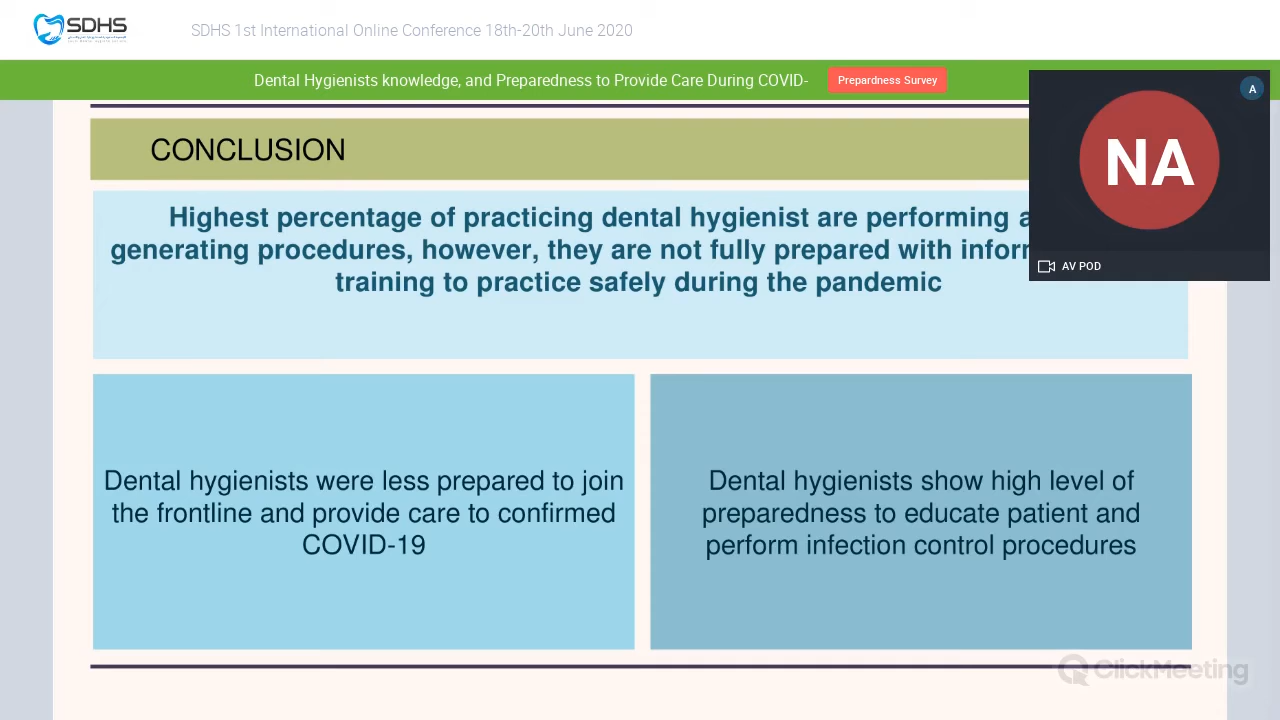 SDHS
SDHS 1st International Online Conference 18th-20th June 2020
Dental Hygienists knowledge, and Preparedness to Provide Care During COVID-
Prepardness Survey
A
NA
AV POD
CONCLUSION
Highest percentage of practicing dental hygienist are performing
generating procedures, however, they are not fully prepared with
training to practice safely during the pandemic
Dental hygienists were less prepared to join
the frontline and provide care to confirmed
COVID-19
Dental hygienists show high level of
preparedness to educate patient and
perform infection control procedures
ClickMeeting